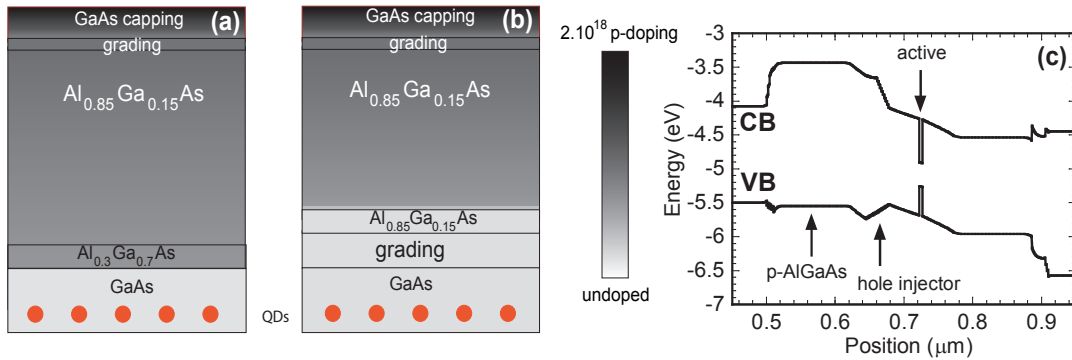 (a)
GaAs capping
grading
Al0.85Ga0.15As
Al0.3Ga0.7As
GaAs
QDs
(b)
GaAs capping
grading
Al0.85Ga0.15As
Al0.85Ga0.15As
grading
GaAs
2.10^18 p-doping
undoped
(c)
active
CB
VB
p-AlGaAs
hole injector
Energy (eV)
-3
-3.5
-4
-4.5
-5
-5.5
-6
-6.5
-7
0.5 0.6 0.7 0.8 0.9
Position (μm)